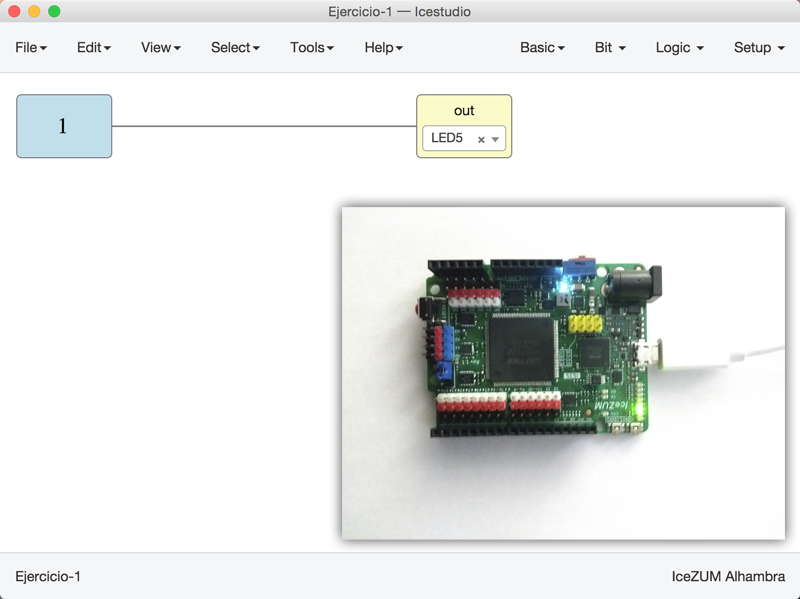 Ejercicio-1 — Icestudio
File Edit View Select Tools Help Basic Bit Logic Setup
1
out
LED5
IceZUM
Ejercicio-1
IceZUM Alhambra